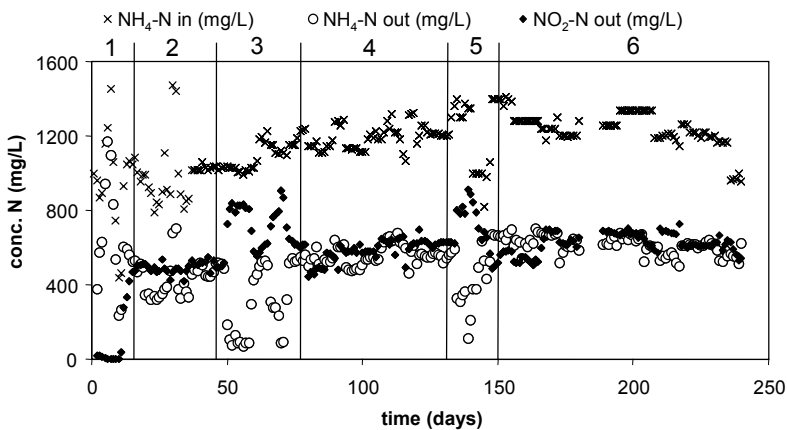 × NH₄-N in (mg/L) ○ NH₄-N out (mg/L) ◆ NO₂-N out (mg/L)
1 2 3 4 5 6
1600
1200
800
400
0
conc. N (mg/L)
0 50 100 150 200 250
time (days)